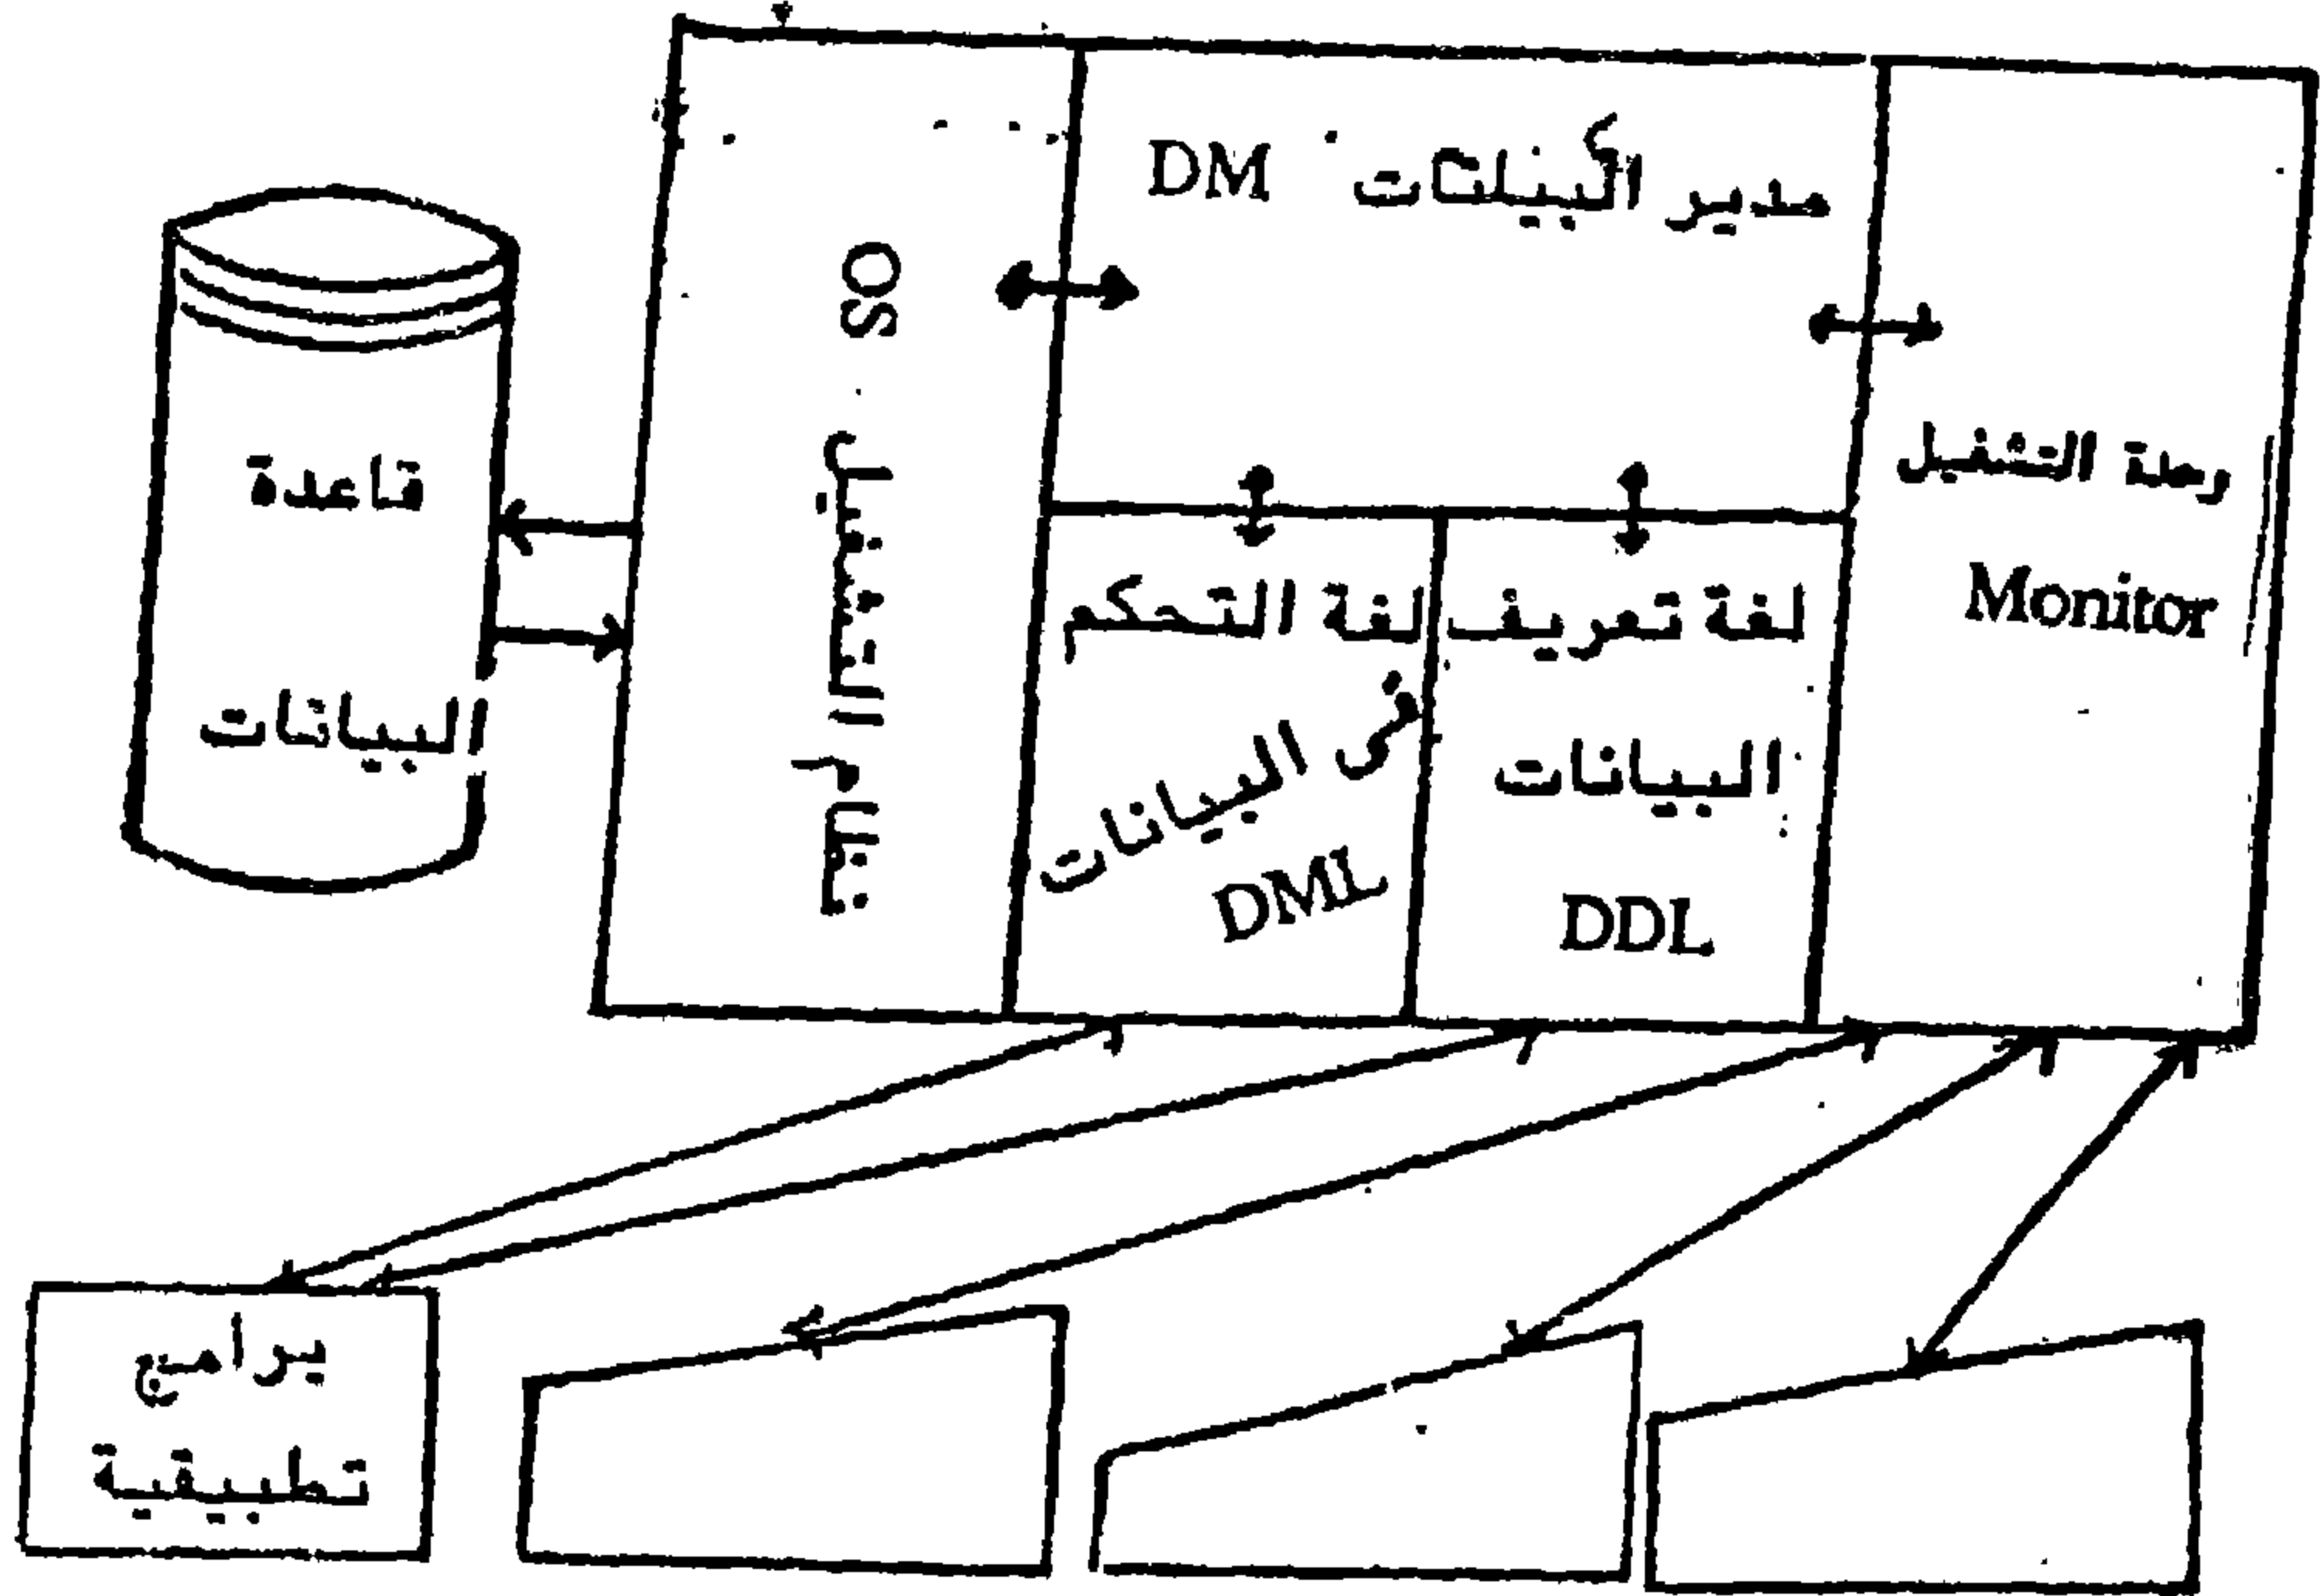 مدير البيانات DM
وحدة التشغيل
Monitor
لغة تعريف
البيانات
DDL
لغة التحكم
فى البيانات
DML
نظام التشغيل OS
قاعدة
البيانات
برامج
تطبيقية